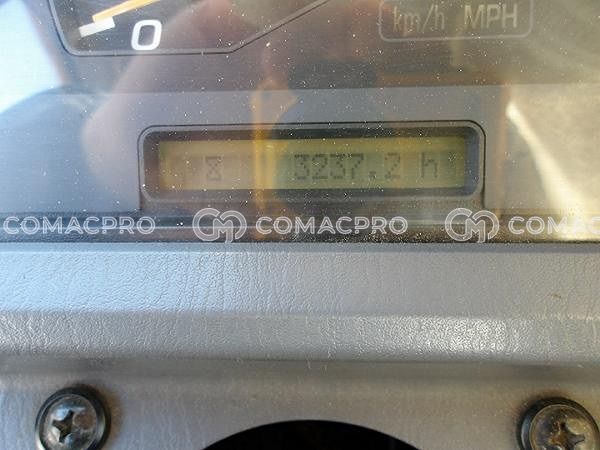 0
km/h MPH
3237.2 h
COMACPRO COMACPRO COMACPRO